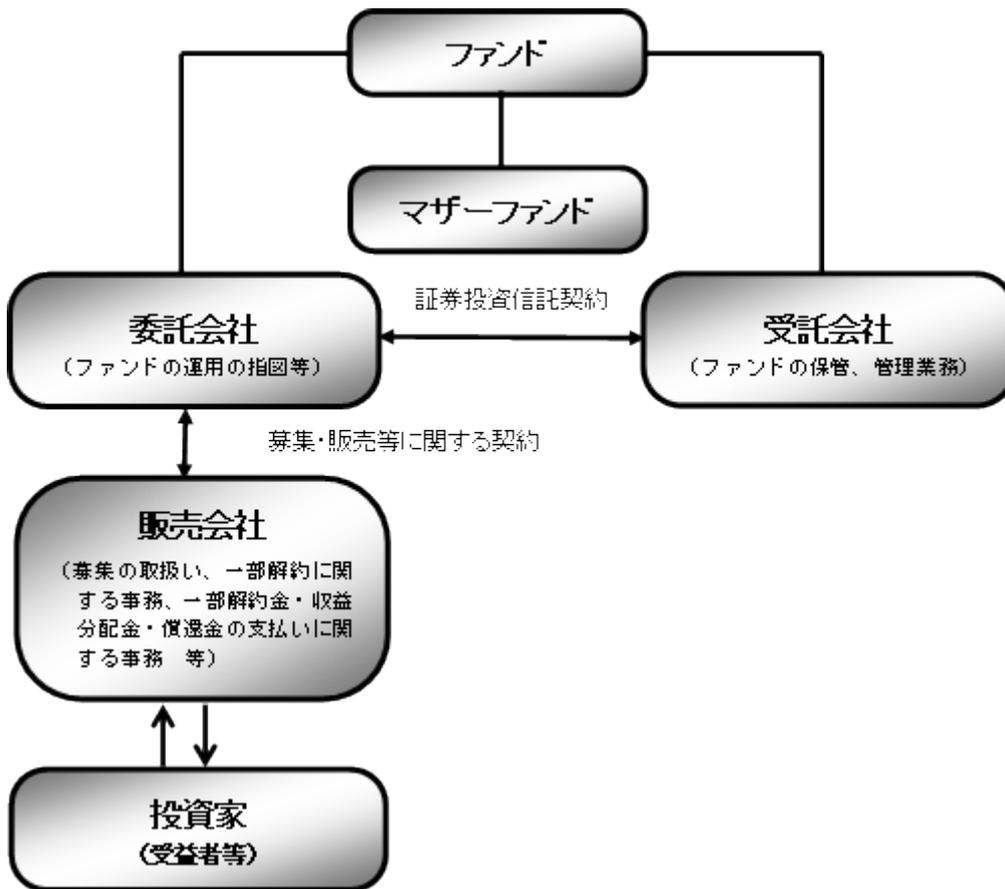 ファンド
マザーファンド
委託会社
(ファンドの運用の指図等)
証券投資信託契約
受託会社
(ファンドの保管、管理業務)
募集・販売等に関する契約
販売会社
(募集の取扱い、一部解約に関
する事務、一部解約金・収益
分配金・償還金の支払いに関
する事務　等)
投資家
(受益者等)